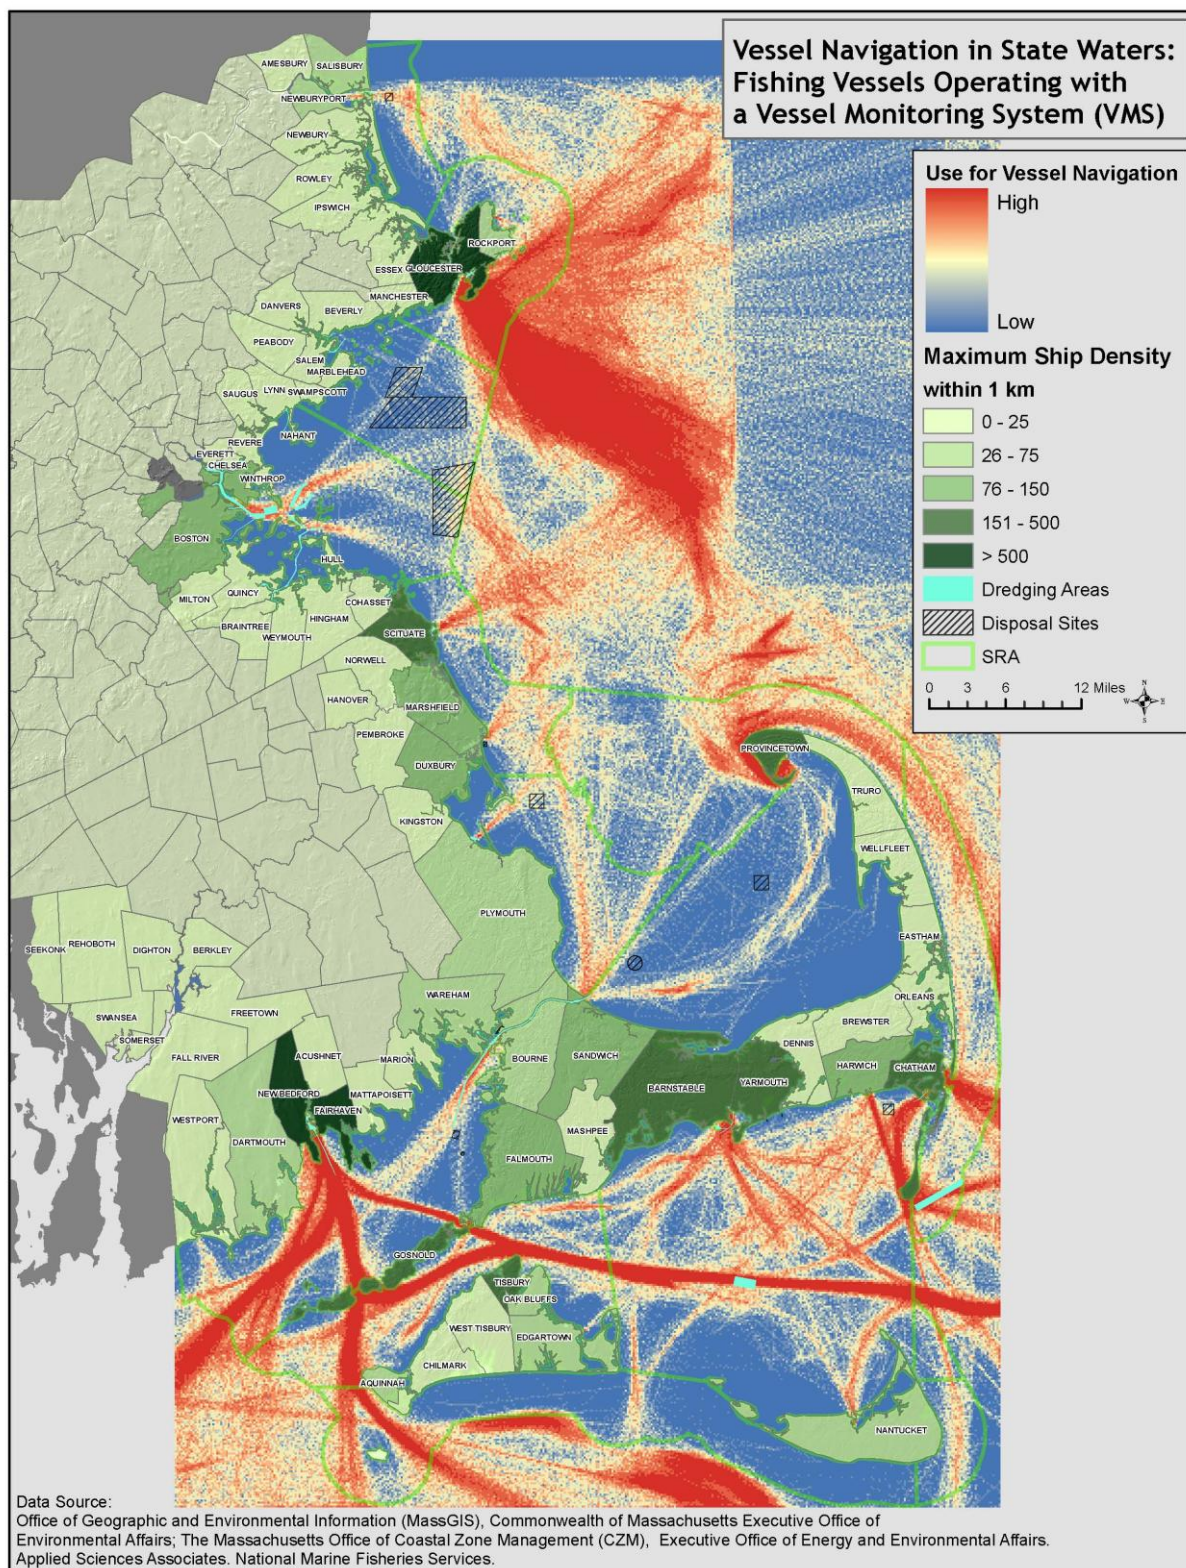 Vessel Navigation in State Waters:
Fishing Vessels Operating with
a Vessel Monitoring System (VMS)
Use for Vessel Navigation
High
Low
Maximum Ship Density
within 1 km
0 - 25
26 - 75
76 - 150
151 - 500
> 500
Dredging Areas
Disposal Sites
SRA
0 3 6 12 Miles
N
W E
S
AMESBURY
SALISBURY
NEWBURYPORT
NEWBURY
ROWLEY
IPSWICH
ROCKPORT
ESSEX
GLOUCESTER
MANCHESTER
DANVERS
BEVERLY
PEABODY
SALEM
MARBLEHEAD
LYNN
SWAMPSCOTT
SAUGUS
NAHANT
REVERE
EVERETT
CHELSEA
WINTHROP
BOSTON
HULL
MILTON
QUINCY
COHASSET
BRAINTREE
HINGHAM
WEYMOUTH
SCITUATE
NORWELL
HANOVER
MARSHFIELD
PEMBROKE
PROVINCETOWN
DUXBURY
TRURO
KINGSTON
WELLFLEET
PLYMOUTH
EASTHAM
SEEKONK
REHOBOTH
DIGHTON
BERKLEY
WAREHAM
ORLEANS
FREETOWN
SWANSEA
BREWSTER
SOMERSET
DENNIS
FALL RIVER
ACUSHNET
MARION
BOURNE
SANDWICH
HARWICH
CHATHAM
NEW BEDFORD
FAIRHAVEN
MATTAPOISETT
BARNSTABLE
YARMOUTH
WESTPORT
DARTMOUTH
MASHPEE
FALMOUTH
GOSNOLD
TISBURY
OAK BLUFFS
WEST TISBURY
EDGARTOWN
CHILMARK
AQUINNAH
NANTUCKET
Data Source:
Office of Geographic and Environmental Information (MassGIS), Commonwealth of Massachusetts Executive Office of
Environmental Affairs; The Massachusetts Office of Coastal Zone Management (CZM), Executive Office of Energy and Environmental Affairs.
Applied Sciences Associates. National Marine Fisheries Services.